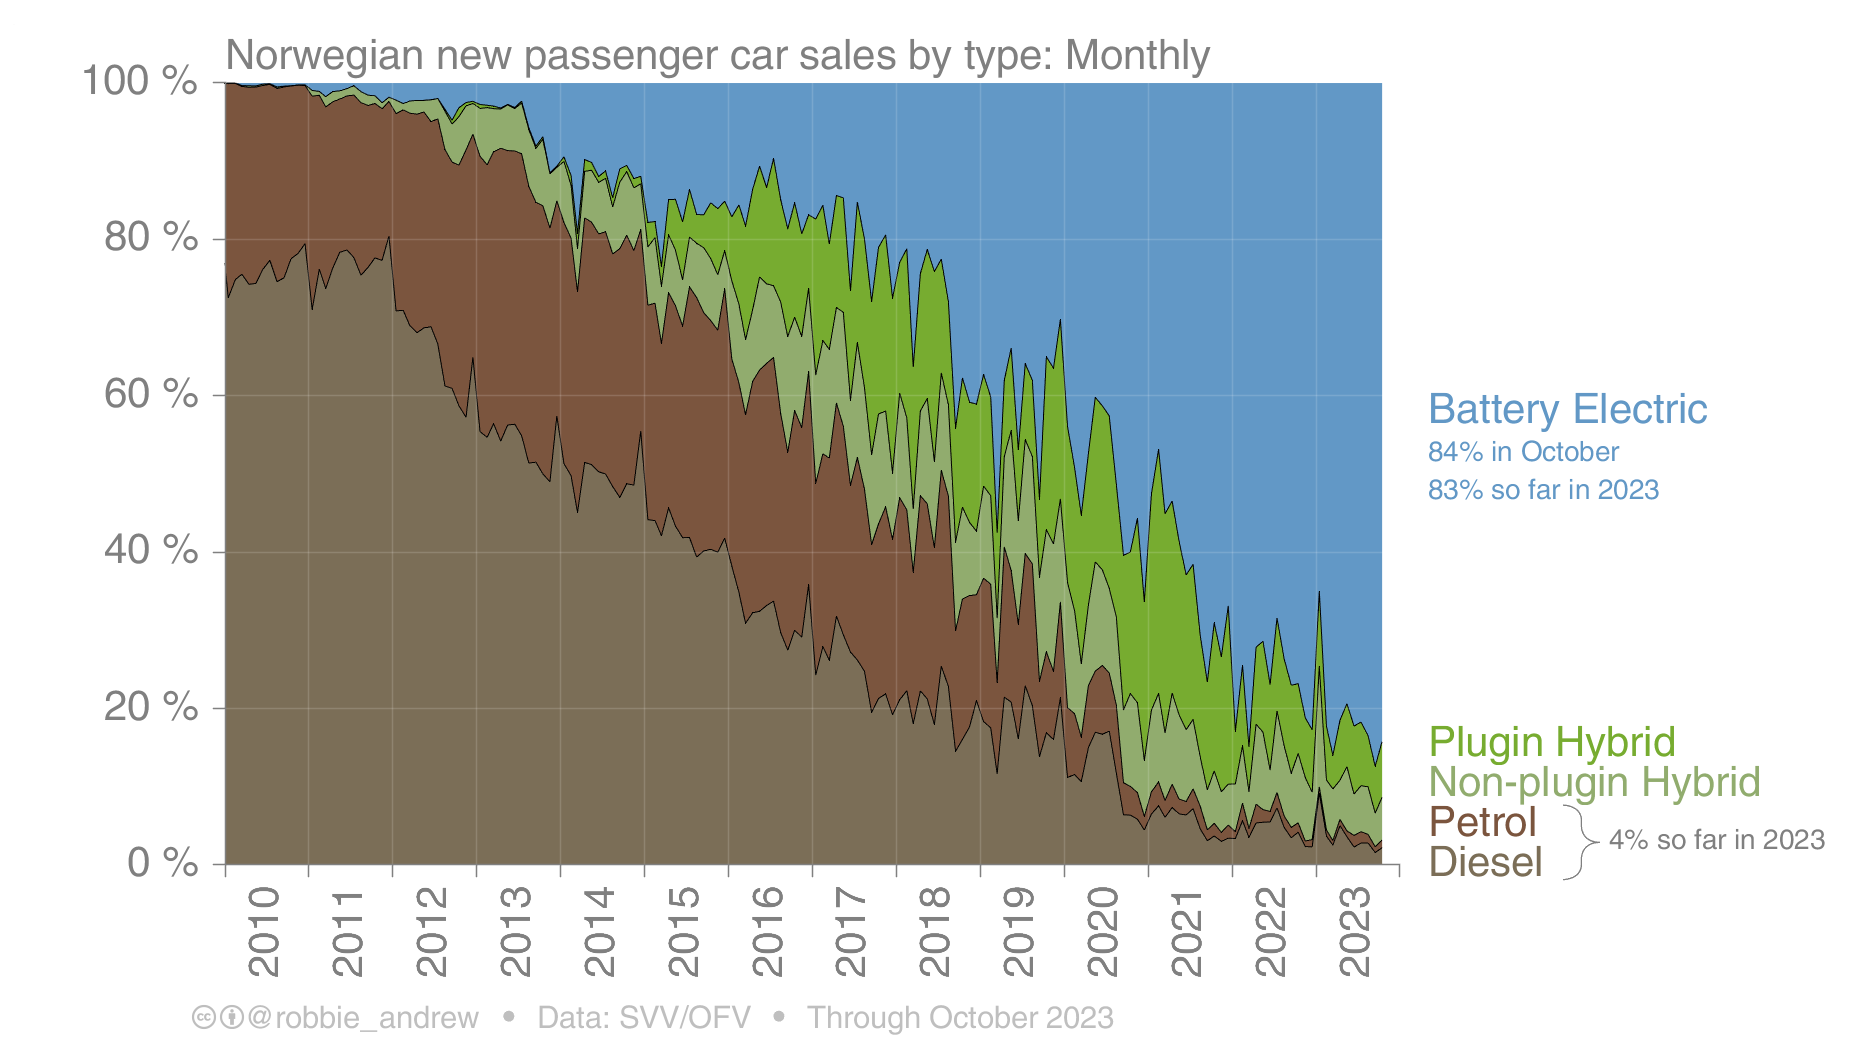 Norwegian new passenger car sales by type: Monthly
100 %
80 %
60 %
40 %
20 %
0 %
2010
2011
2012
2013
2014
2015
2016
2017
2018
2019
2020
2021
2022
2023
Battery Electric
84% in October
83% so far in 2023
Plugin Hybrid
Non-plugin Hybrid
Petrol
Diesel
4% so far in 2023
cc @robbie_andrew • Data: SVV/OFV • Through October 2023